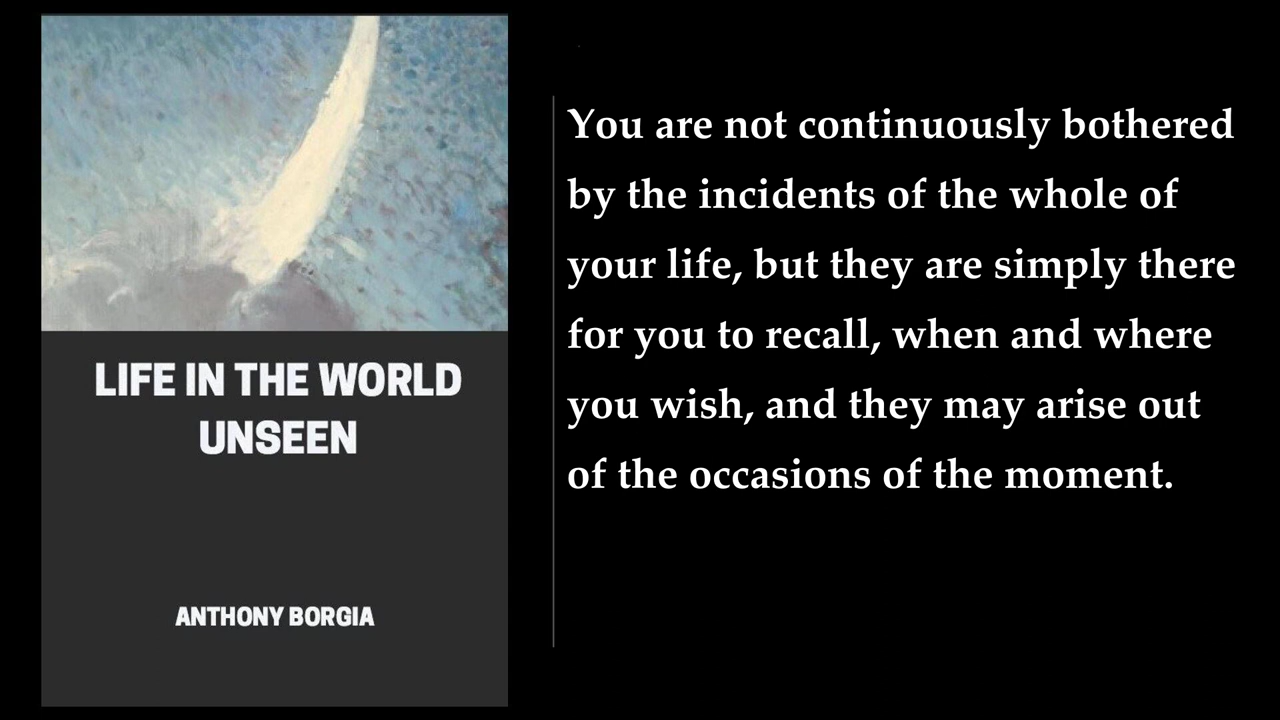 LIFE IN THE WORLD
UNSEEN
ANTHONY BORGIA
You are not continuously bothered
by the incidents of the whole of
your life, but they are simply there
for you to recall, when and where
you wish, and they may arise out
of the occasions of the moment.